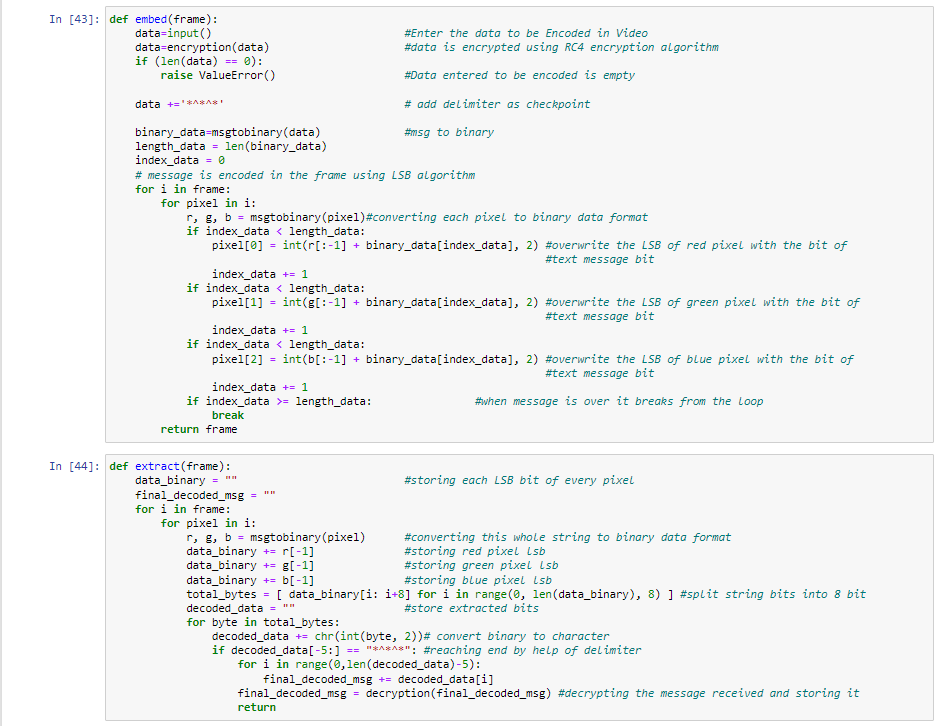 In [43]: def embed(frame):
    data=input()                              #Enter the data to be Encoded in Video
    data=encryption(data)                     #data is encrypted using RC4 encryption algorithm
    if (len(data) == 0):
        raise ValueError()                    #Data entered to be encoded is empty
    data +='*^*^*'                            # add delimiter as checkpoint
    binary_data=msgtobinary(data)             #msg to binary
    length_data = len(binary_data)
    index_data = 0
    # message is encoded in the frame using LSB algorithm
    for i in frame:
        for pixel in i:
            r, g, b = msgtobinary(pixel)#converting each pixel to binary data format
            if index_data < length_data:
                pixel[0] = int(r[:-1] + binary_data[index_data], 2) #overwrite the LSB of red pixel with the bit of
                                                                    #text message bit
                index_data += 1
            if index_data < length_data:
                pixel[1] = int(g[:-1] + binary_data[index_data], 2) #overwrite the LSB of green pixel with the bit of
                                                                    #text message bit
                index_data += 1
            if index_data < length_data:
                pixel[2] = int(b[:-1] + binary_data[index_data], 2) #overwrite the LSB of blue pixel with the bit of
                                                                    #text message bit
                index_data += 1
            if index_data >= length_data:                #when message is over it breaks from the loop
                break
        return frame
In [44]: def extract(frame):
    data_binary = ""                          #storing each LSB bit of every pixel
    final_decoded_msg = ""
    for i in frame:
        for pixel in i:
            r, g, b = msgtobinary(pixel)      #converting this whole string to binary data format
            data_binary += r[-1]              #storing red pixel lsb
            data_binary += g[-1]              #storing green pixel lsb
            data_binary += b[-1]              #storing blue pixel lsb
            total_bytes = [ data_binary[i: i+8] for i in range(0, len(data_binary), 8) ] #split string bits into 8 bit
            decoded_data = ""                 #store extracted bits
            for byte in total_bytes:
                decoded_data += chr(int(byte, 2))# convert binary to character
                if decoded_data[-5:] == "*^*^*": #reaching end by help of delimiter
                    for i in range(0,len(decoded_data)-5):
                        final_decoded_msg += decoded_data[i]
                    final_decoded_msg = decryption(final_decoded_msg) #decrypting the message received and storing it
                    return